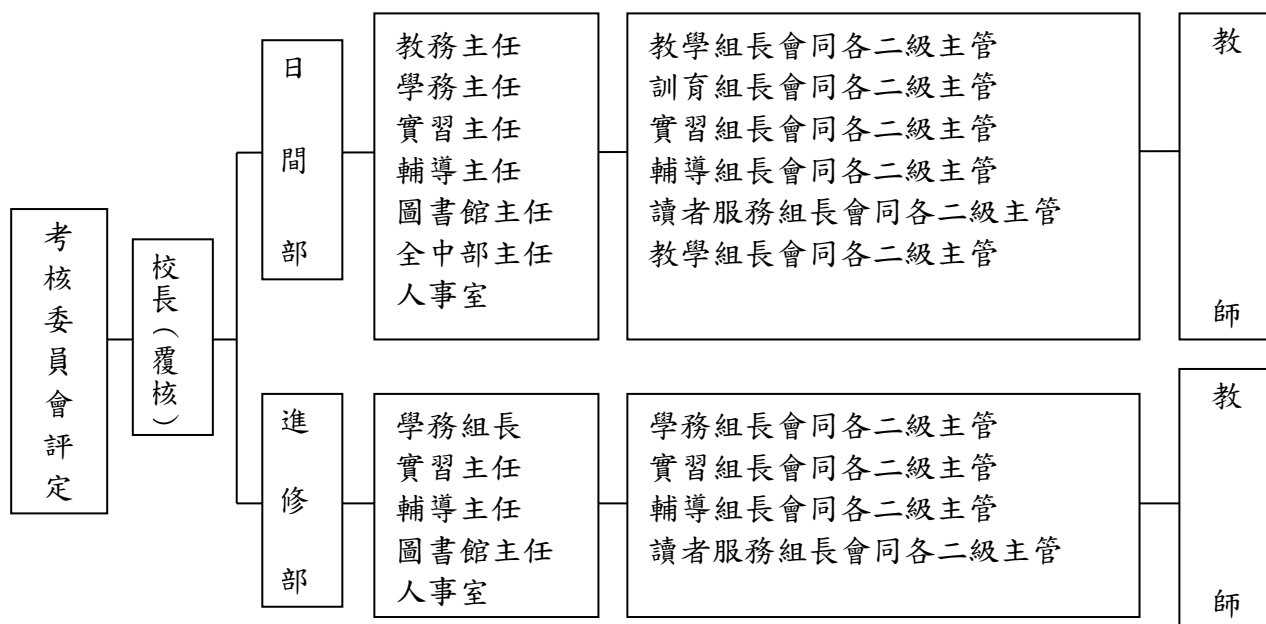 考核委員會評定
校長（覆核）
日間部
教務主任
學務主任
實習主任
輔導主任
圖書館主任
全中部主任
人事室
教學組長會同各二級主管
訓育組長會同各二級主管
實習組長會同各二級主管
輔導組長會同各二級主管
讀者服務組長會同各二級主管
教學組長會同各二級主管
教師
進修部
學務組長
實習主任
輔導主任
圖書館主任
人事室
學務組長會同各二級主管
實習組長會同各二級主管
輔導組長會同各二級主管
讀者服務組長會同各二級主管
教師